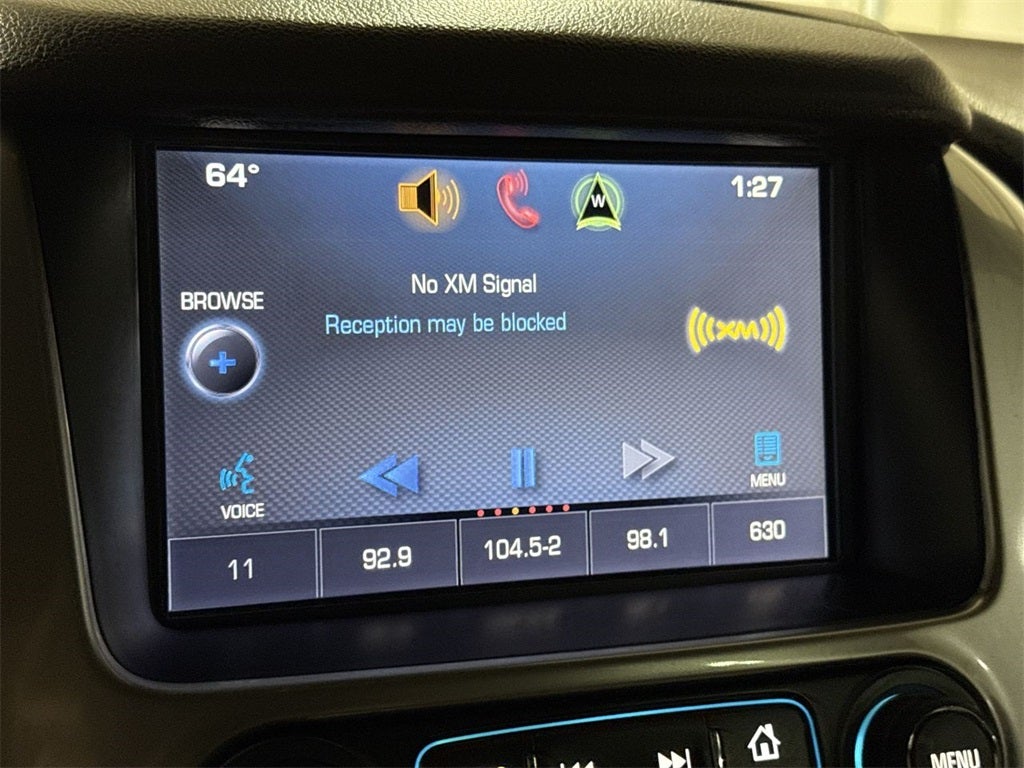 64°
W
1:27
No XM Signal
Reception may be blocked
BROWSE
XM
VOICE
MENU
11
92.9
104.5-2
98.1
630
MENU